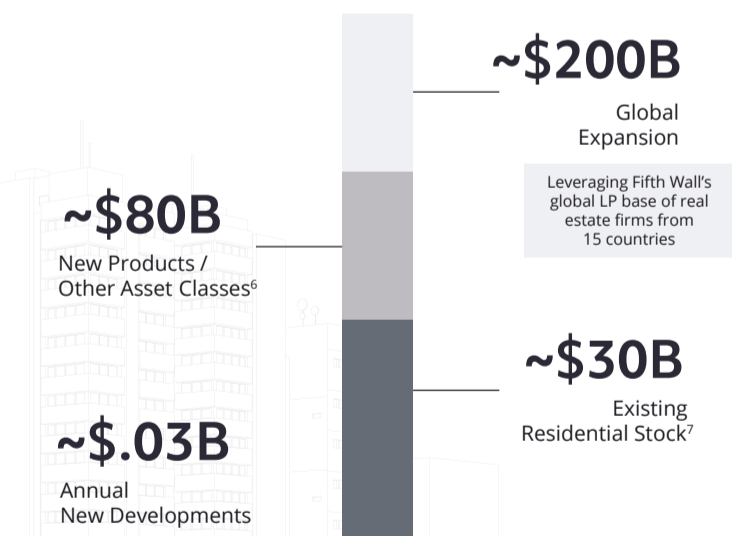 ~$200B
Global
Expansion
Leveraging Fifth Wall's
global LP base of real
estate firms from
15 countries
~$80B
New Products /
Other Asset Classes⁶
~$30B
Existing
Residential Stock⁷
~$.03B
Annual
New Developments